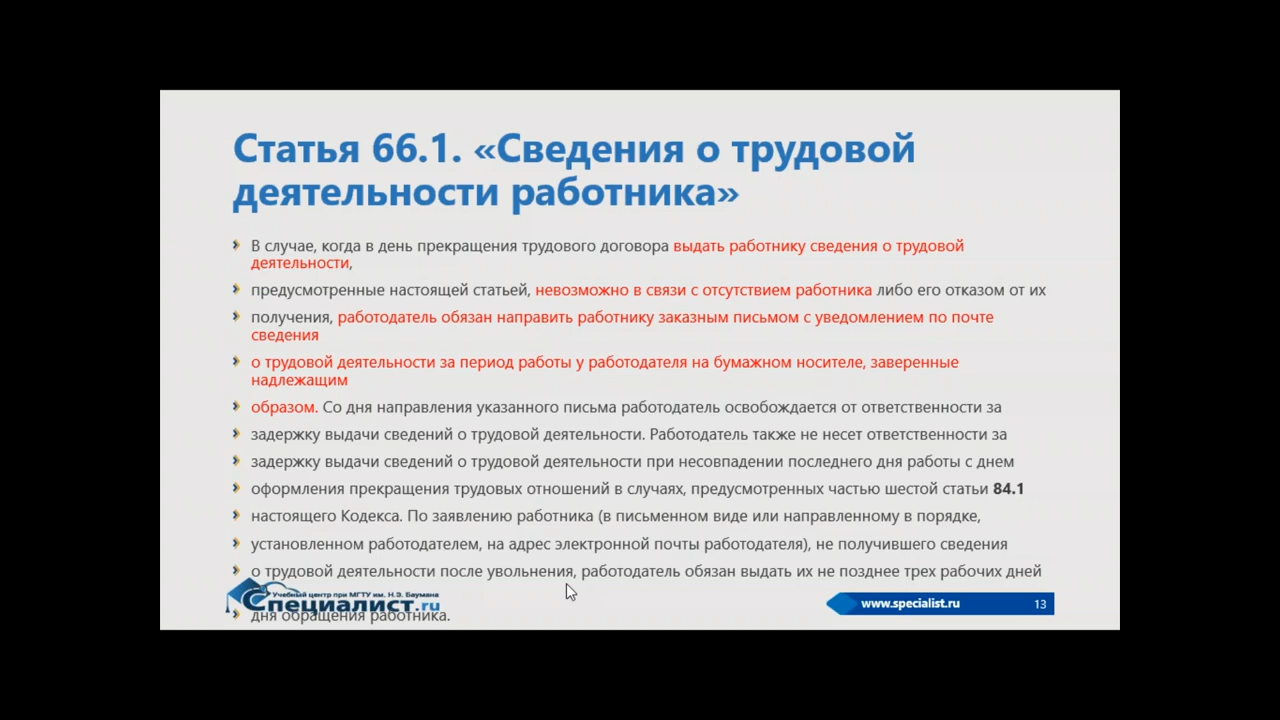 Статья 66.1. «Сведения о трудовой
деятельности работника»
В случае, когда в день прекращения трудового договора выдать работнику сведения о трудовой
деятельности,
предусмотренные настоящей статьей, невозможно в связи с отсутствием работника либо его отказом от их
получения, работодатель обязан направить работнику заказным письмом с уведомлением по почте
сведения
о трудовой деятельности за период работы у работодателя на бумажном носителе, заверенные
надлежащим
образом. Со дня направления указанного письма работодатель освобождается от ответственности за
задержку выдачи сведений о трудовой деятельности. Работодатель также не несет ответственности за
задержку выдачи сведений о трудовой деятельности при несовпадении последнего дня работы с днем
оформления прекращения трудовых отношений в случаях, предусмотренных частью шестой статьи 84.1
настоящего Кодекса. По заявлению работника (в письменном виде или направленному в порядке,
установленном работодателем, на адрес электронной почты работодателя), не получившего сведения
о трудовой деятельности после увольнения, работодатель обязан выдать их не позднее трех рабочих дней
дня обращения работника.
Учебный центр при МГТУ им. Н.Э. Баумана
Специалист.ru
www.specialist.ru 13